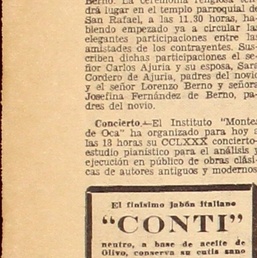 Berno. La ceremonia religiosa ten-
drá lugar en el templo parroquial de
San Rafael, a las 11.30 horas, ha-
biendo empezado ya a circular las
elegantes participaciones entre las
amistades de los contrayentes. Sus-
criben dichas participaciones el se-
ñor Carlos Ajuria y su esposa, Sara
Cordero de Ajuria, padres del novio
y el señor Lorenzo Berno y señora
Josefina Fernández de Berno, pa-
dres del novio.
Concierto.—El Instituto "Montes
de Oca" ha organizado para hoy a
las 18 horas su CCLXXX concierto-
estudio pianístico para el análisis y
ejecución en público de obras clási-
cas de autores antiguos y modernos.
El finísimo jabón italiano
"CONTI"
neutro, a base de aceite de
Olivo, conserva su cutis sano